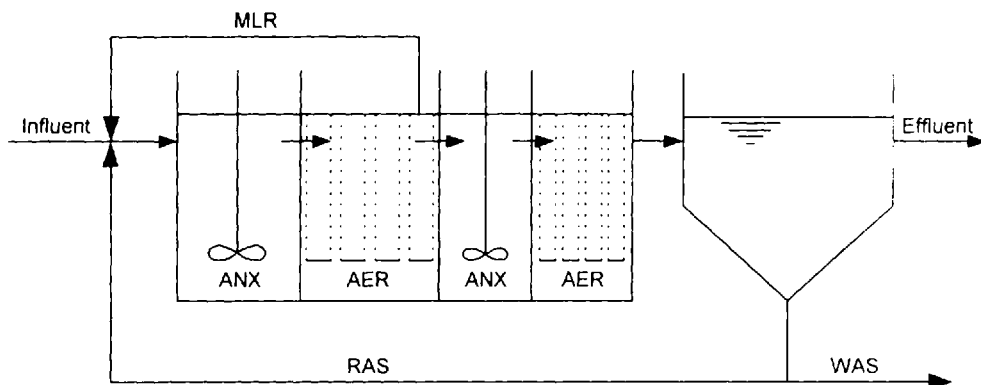 MLR
Influent
Effluent
ANX
AER
ANX
AER
RAS
WAS